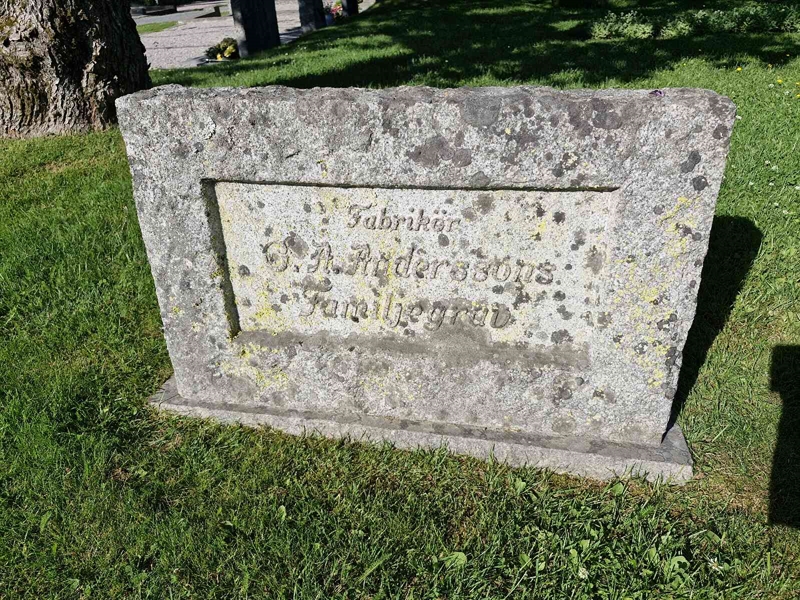 Fabrikör
G. A. Anderssons
Familjegrav